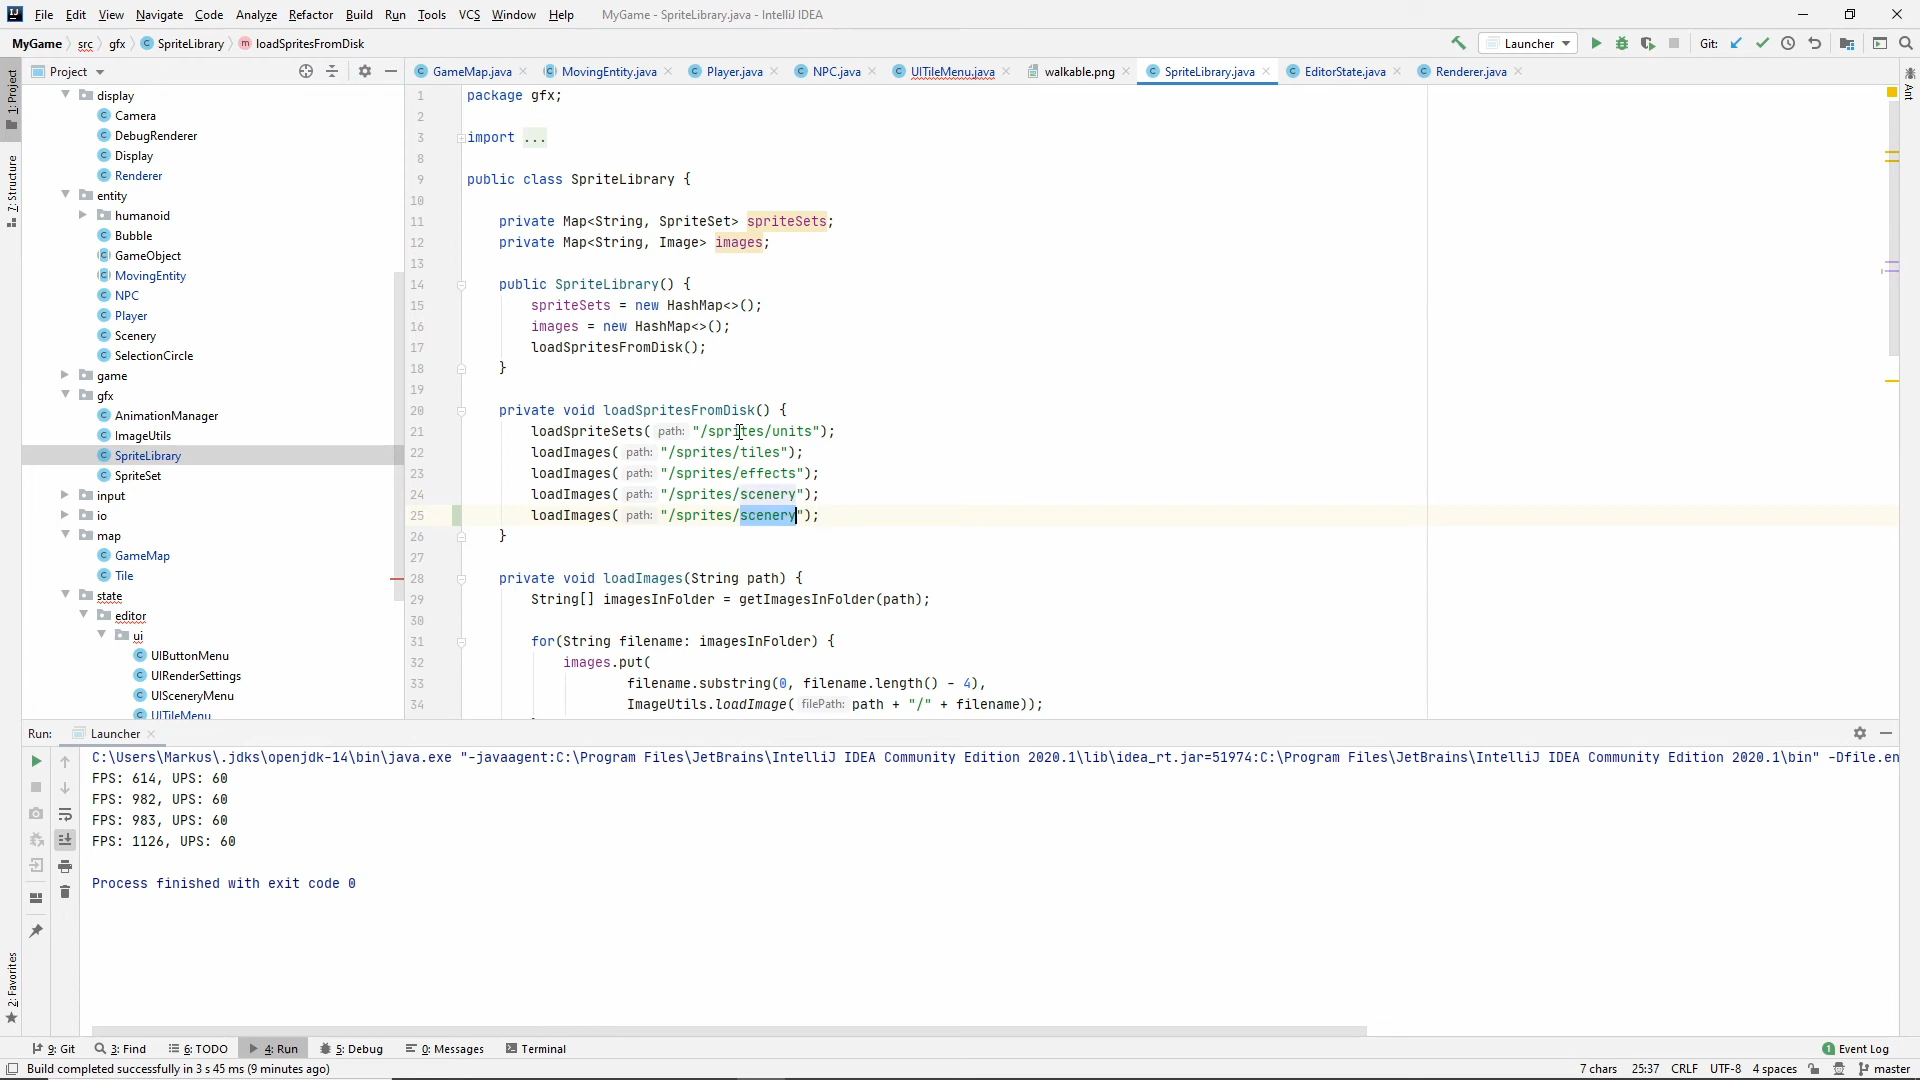 File Edit View Navigate Code Analyze Refactor Build Run Tools VCS Window Help MyGame - SpriteLibrary.java - IntelliJ IDEA
MyGame src gfx SpriteLibrary loadSpritesFromDisk Launcher Git:
Project GameMap.java MovingEntity.java Player.java NPC.java UITileMenu.java walkable.png SpriteLibrary.java EditorState.java Renderer.java
1: Project
7: Structure
2: Favorites
Ant
display
Camera
DebugRenderer
Display
Renderer
entity
humanoid
Bubble
GameObject
MovingEntity
NPC
Player
Scenery
SelectionCircle
game
gfx
AnimationManager
ImageUtils
SpriteLibrary
SpriteSet
input
io
map
GameMap
Tile
state
editor
ui
UIButtonMenu
UIRenderSettings
UISceneryMenu
UITileMenu
1 package gfx;
2
3 import ...
8
9 public class SpriteLibrary {
10
11 private Map<String, SpriteSet> spriteSets;
12 private Map<String, Image> images;
13
14 public SpriteLibrary() {
15 spriteSets = new HashMap<>();
16 images = new HashMap<>();
17 loadSpritesFromDisk();
18 }
19
20 private void loadSpritesFromDisk() {
21 loadSpriteSets( path: "/sprites/units");
22 loadImages( path: "/sprites/tiles");
23 loadImages( path: "/sprites/effects");
24 loadImages( path: "/sprites/scenery");
25 loadImages( path: "/sprites/scenery");
26 }
27
28 private void loadImages(String path) {
29 String[] imagesInFolder = getImagesInFolder(path);
30
31 for(String filename: imagesInFolder) {
32 images.put(
33 filename.substring(0, filename.length() - 4),
34 ImageUtils.loadImage( filePath: path + "/" + filename));
Run: Launcher
C:\Users\Markus\.jdks\openjdk-14\bin\java.exe "-javaagent:C:\Program Files\JetBrains\IntelliJ IDEA Community Edition 2020.1\lib\idea_rt.jar=51974:C:\Program Files\JetBrains\IntelliJ IDEA Community Edition 2020.1\bin" -Dfile.en
FPS: 614, UPS: 60
FPS: 982, UPS: 60
FPS: 983, UPS: 60
FPS: 1126, UPS: 60
Process finished with exit code 0
9: Git 3: Find 6: TODO 4: Run 5: Debug 0: Messages Terminal 1 Event Log
Build completed successfully in 3 s 45 ms (9 minutes ago) 7 chars 25:37 CRLF UTF-8 4 spaces master